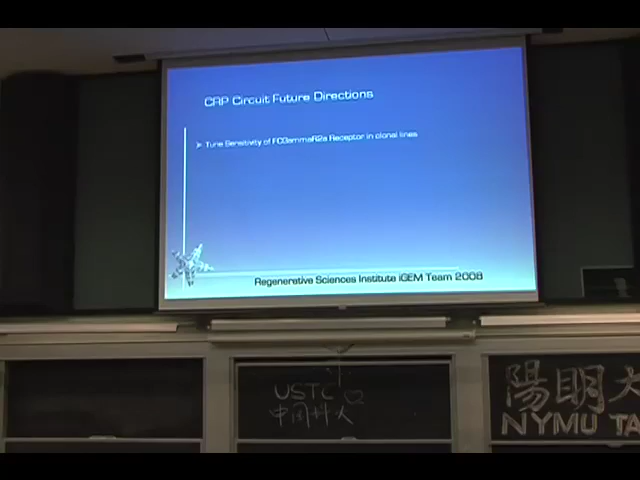 CRP Circuit Future Directions
➢ Tune Sensitivity of FCGammaR2a Receptor in clonal lines
Regenerative Sciences Institute iGEM Team 2008
USTC
中国科大
陽明大
NYMU TA